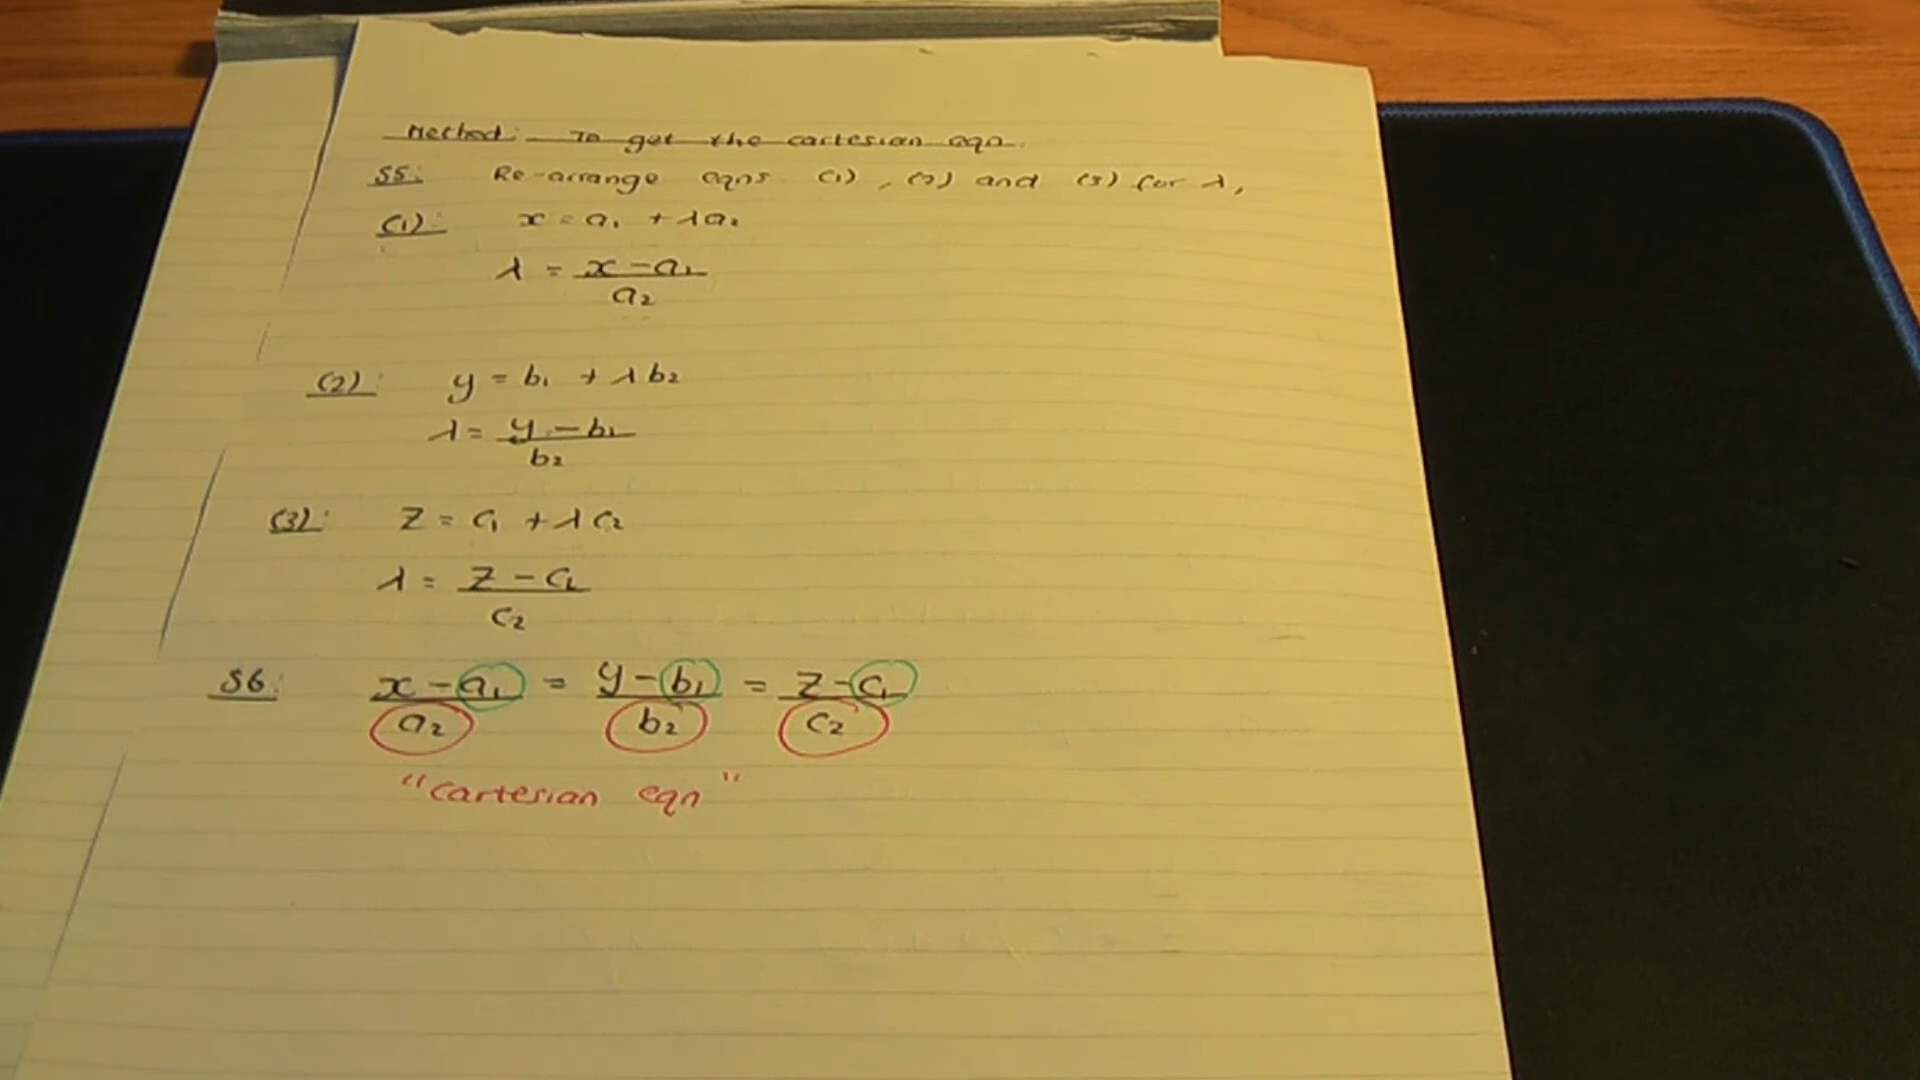 Method: To get the cartesian eqn.
S5: Re-arrange eqns (1), (2) and (3) for λ,
(1): x = a₁ + λa₂
λ = x - a₁
a₂
(2): y = b₁ + λb₂
λ = y - b₁
b₂
(3): z = c₁ + λc₂
λ = z - c₁
c₂
S6: x - a₁ = y - b₁ = z - c₁
a₂ b₂ c₂
"cartesian eqn"